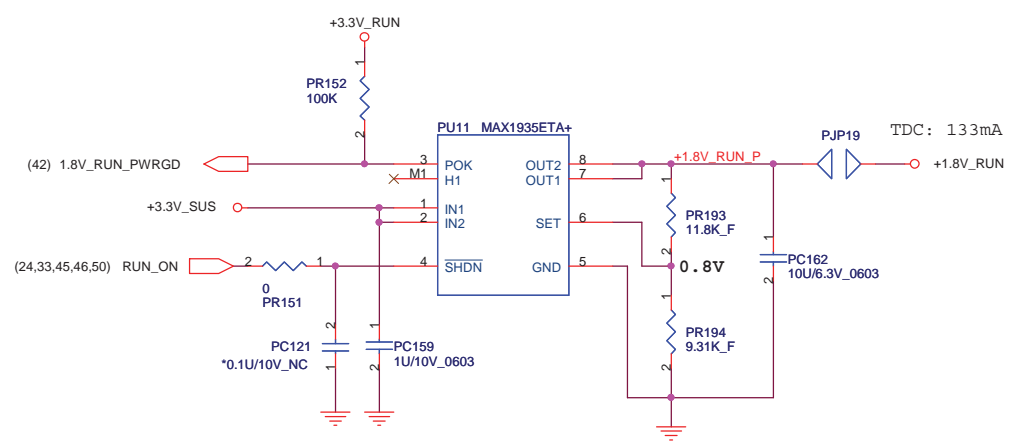 +3.3V_RUN
1
PR152
100K
2
PU11 MAX1935ETA+
TDC: 133mA
PJP19
(42) 1.8V_RUN_PWRGD
3 POK
OUT2 8
+1.8V_RUN_P
+1.8V_RUN
M1 H1
OUT1 7
1
+3.3V_SUS
1 IN1
2 IN2
SET 6
PR193
11.8K_F
2
1
(24,33,45,46,50) RUN_ON
2 1
4 SHDN
GND 5
0.8V
PC162
10U/6.3V_0603
2
0
PR151
1
PR194
9.31K_F
2
2
PC121
*0.1U/10V_NC
1
1
PC159
1U/10V_0603
2